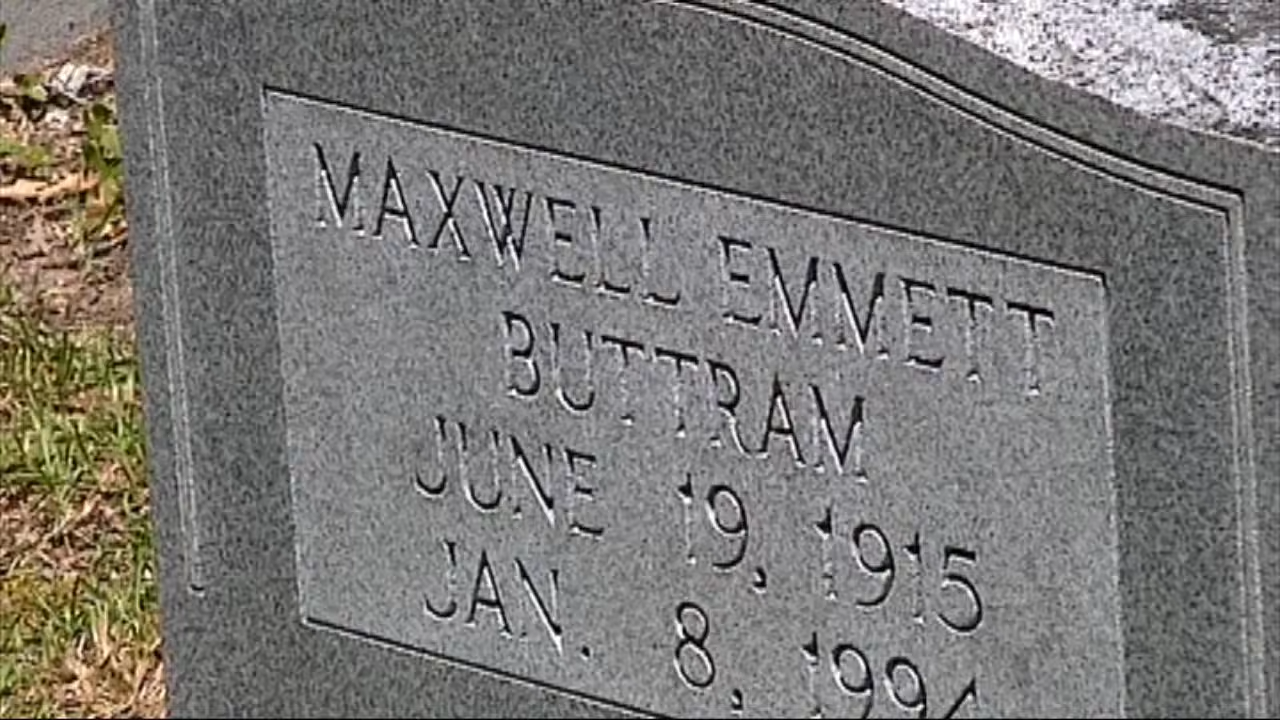 MAXWELL EMMETT
BUTTRAM
JUNE 19, 1915
JAN. 8,